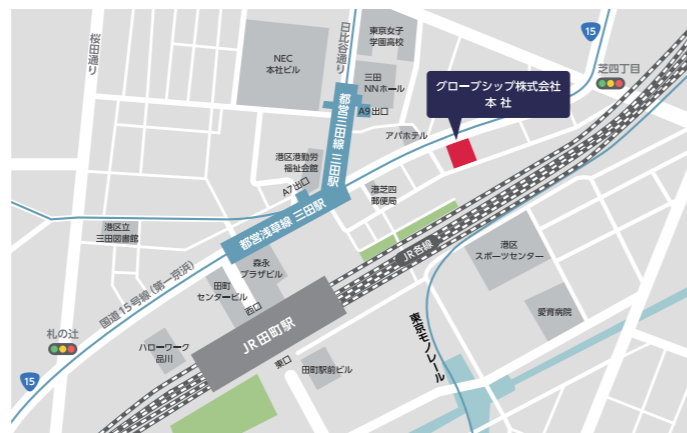 桜田通り
日比谷通り
東京女子
学園高校
15
NEC
本社ビル
三田
NNホール
芝四丁目
グローブシップ株式会社
本 社
A9出口
都営三田線 三田駅
アパホテル
港区港勤労
福祉会館
A7出口
港芝四
郵便局
都営浅草線 三田駅
港区立
三田図書館
JR各線
港区
スポーツセンター
森永
プラザビル
田町
センタービル
国道15号線(第一京浜)
西口
愛育病院
JR田町駅
東京モノレール
札の辻
ハローワーク
品川
東口
田町駅前ビル
15